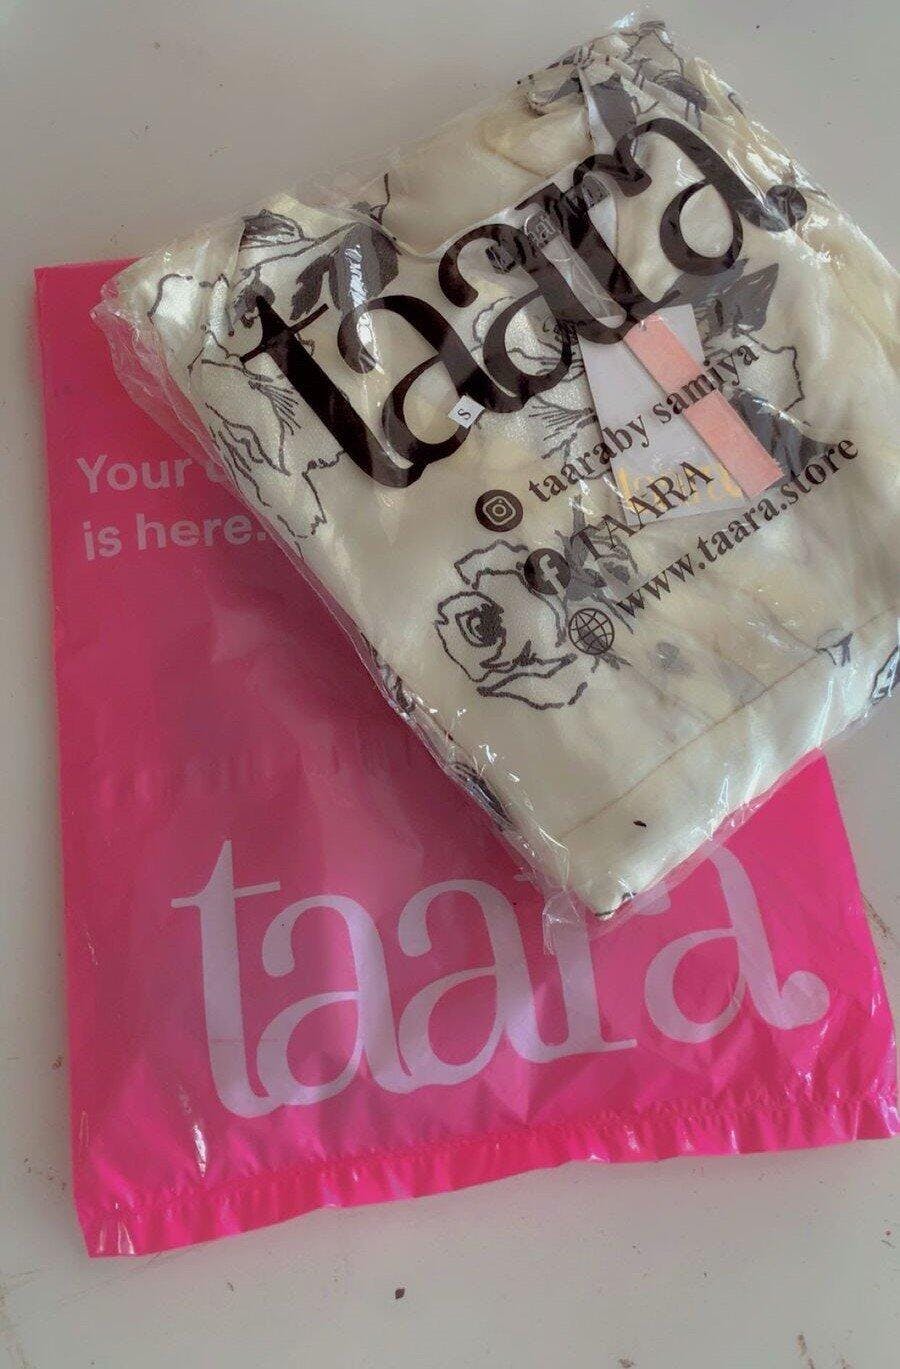 taara.
S
taaraby samiya
TAARA
www.taara.store
Your
is here.
taara.